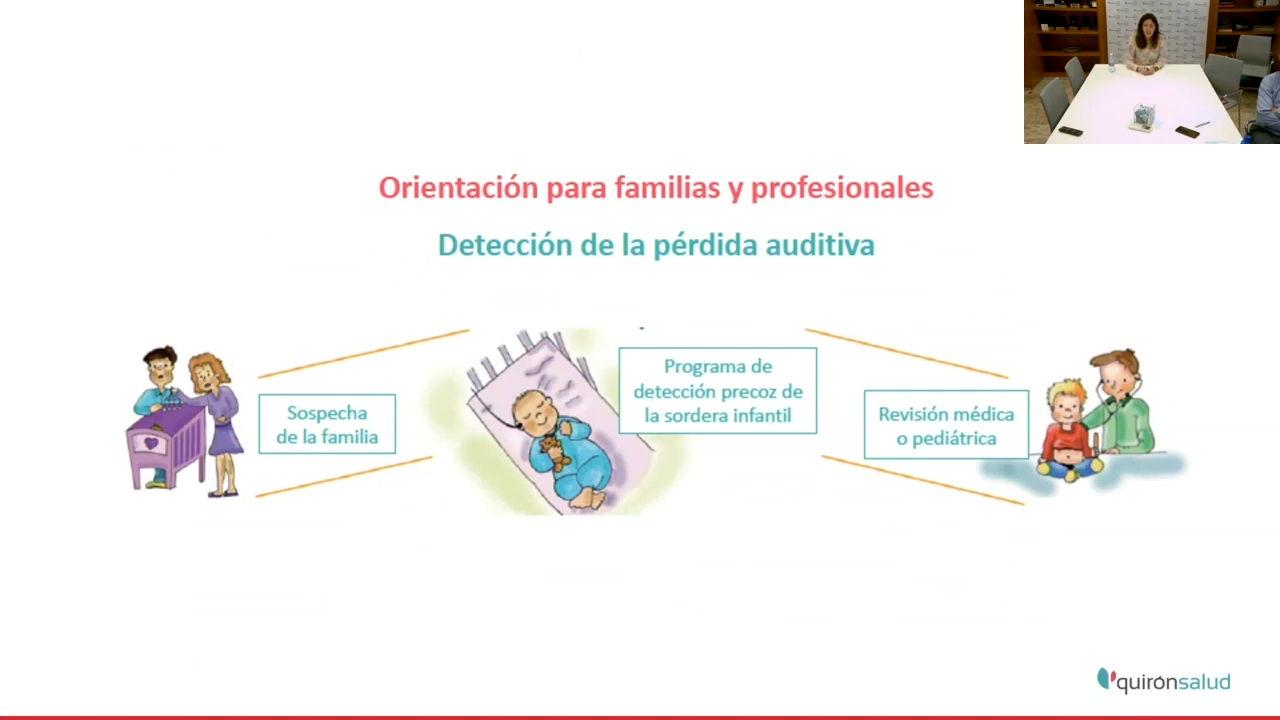 Orientación para familias y profesionales
Detección de la pérdida auditiva
Sospecha
de la familia
Programa de
detección precoz de
la sordera infantil
Revisión médica
o pediátrica
quirónsalud